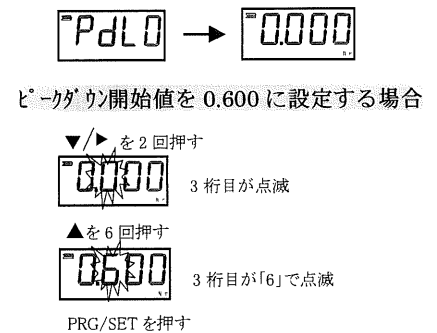 PdL0 → 0.000
ピークダウン開始値を 0.600 に設定する場合
▼/▶ を 2 回押す
0.000 3 桁目が点滅
▲を 6 回押す
0.600 3 桁目が｢6｣で点滅
PRG/SET を押す